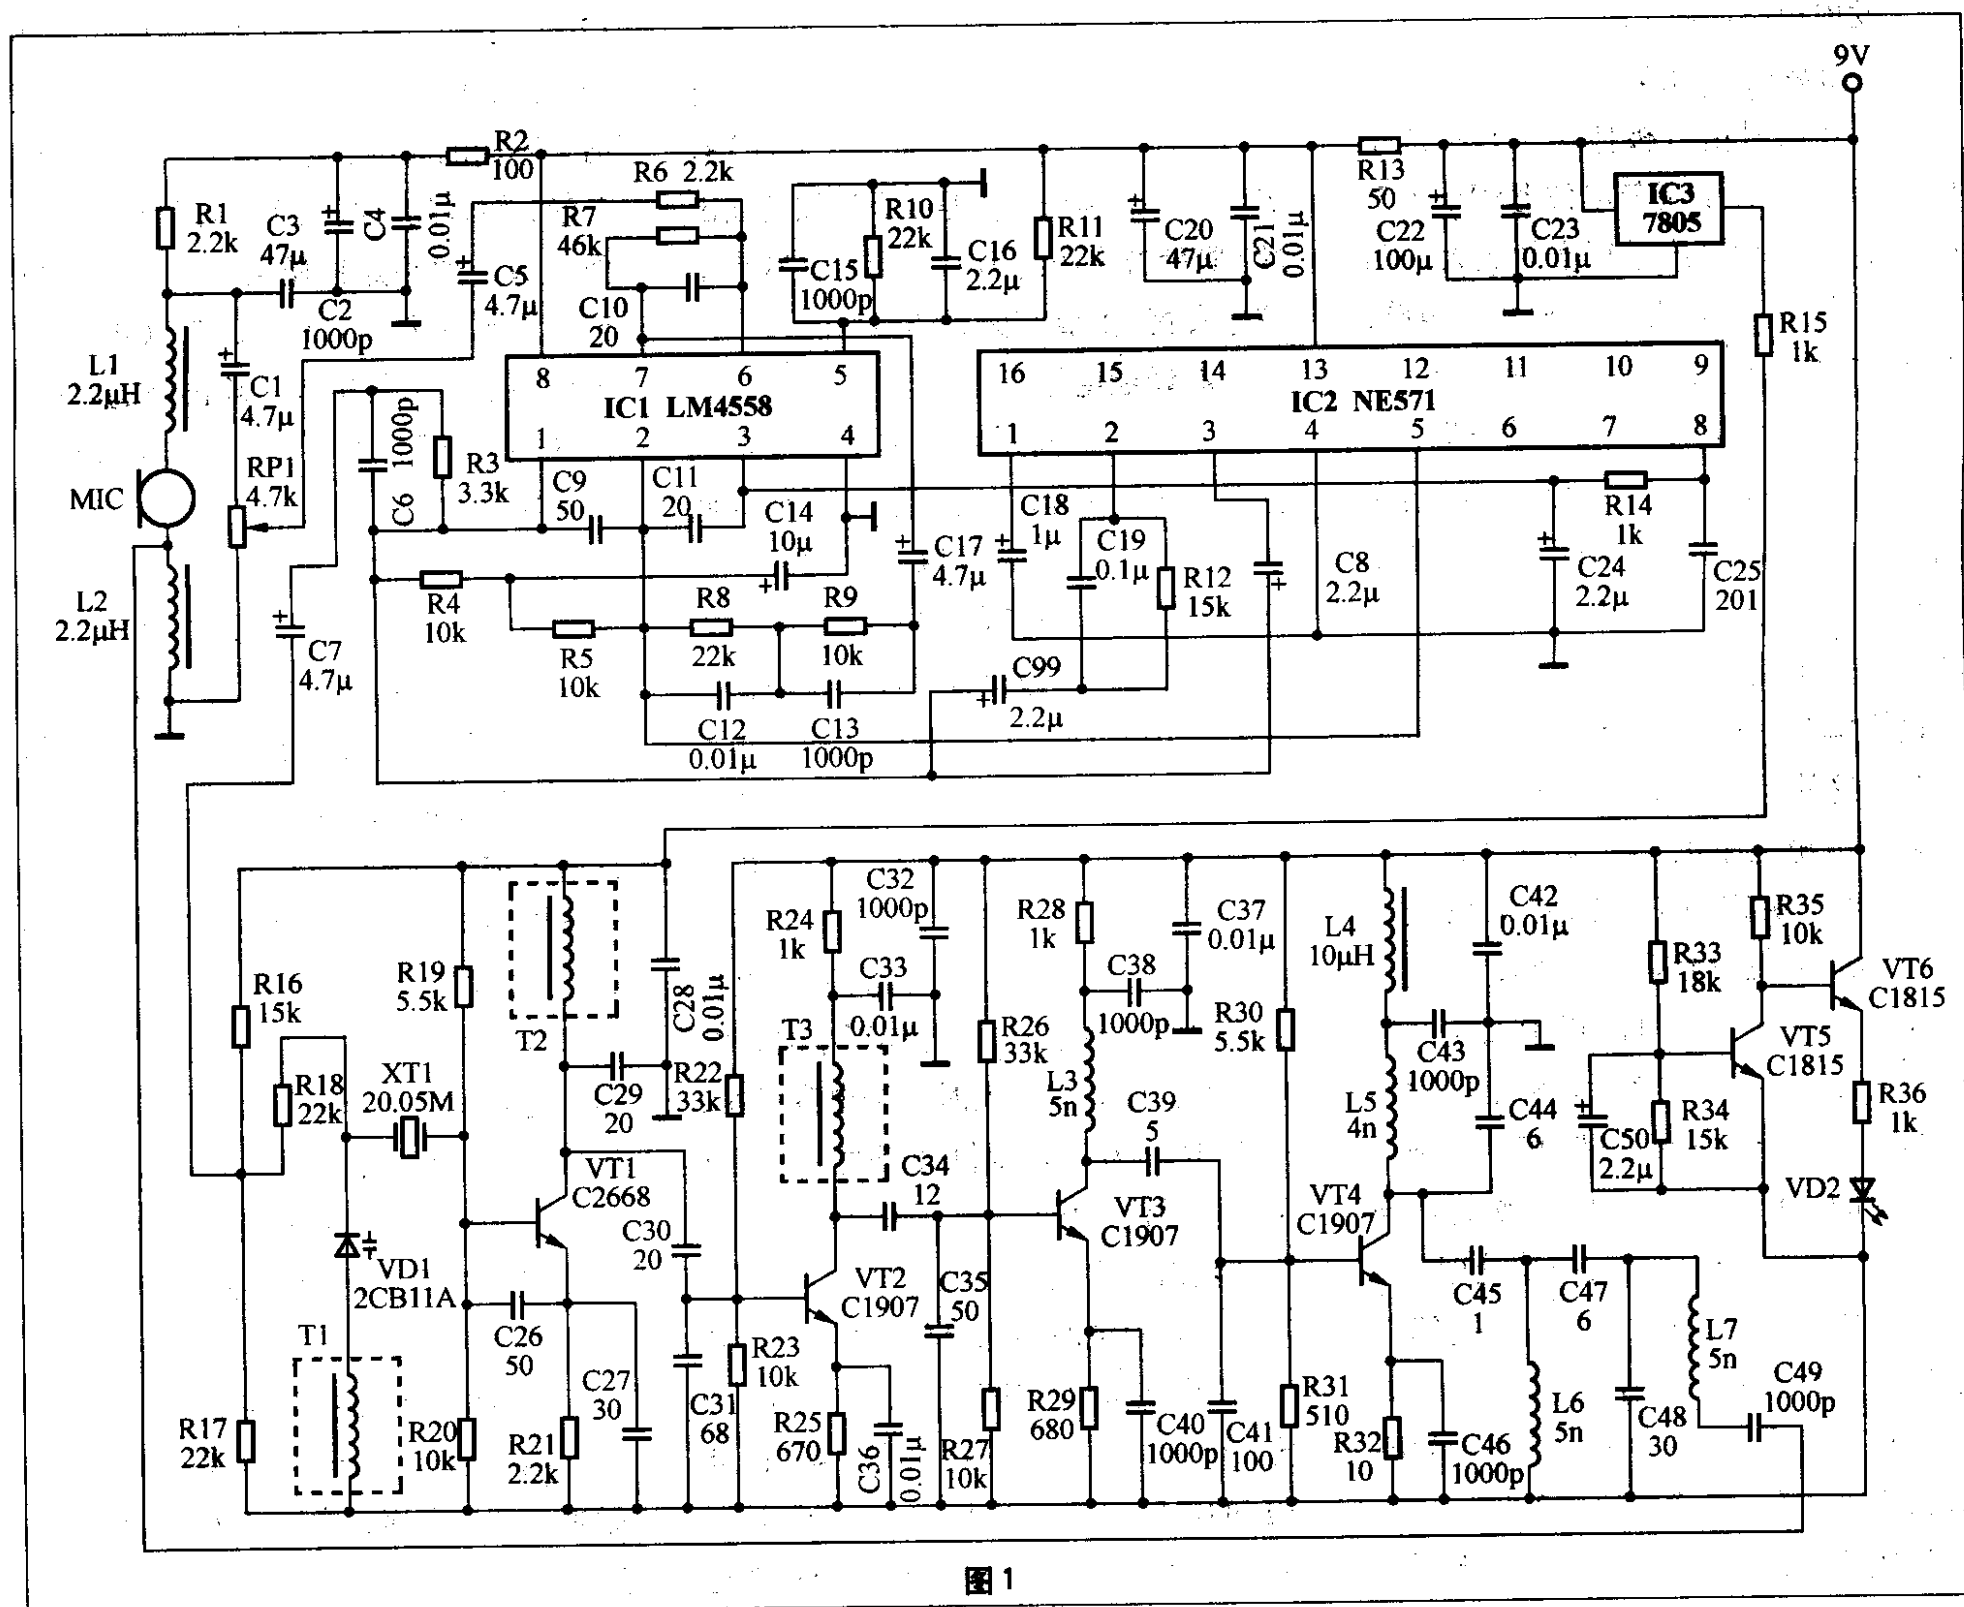 9V
R2
100
R1
2.2k
C3
47μ
C4
0.01μ
C2
1000p
R6 2.2k
R7
46k
C5
4.7μ
C10
20
C15
1000p
R10
22k
C16
2.2μ
R11
22k
C20
47μ
C21
0.01μ
R13
50
C22
100μ
C23
0.01μ
IC3
7805
R15
1k
L1
2.2μH
C1
4.7μ
RP1
4.7k
MIC
L2
2.2μH
C6
1000p
R3
3.3k
8 7 6 5
IC1 LM4558
1 2 3 4
16 15 14 13 12 11 10 9
IC2 NE571
1 2 3 4 5 6 7 8
C9
50
C11
20
C14
10μ
C17
4.7μ
C18
1μ
C19
0.1μ
R12
15k
C8
2.2μ
R14
1k
C24
2.2μ
C25
201
R4
10k
R5
10k
R8
22k
R9
10k
C7
4.7μ
C12
0.01μ
C13
1000p
C99
2.2μ
R16
15k
R18
22k
XT1
20.05M
R19
5.5k
T2
C28
0.01μ
C29
20
R22
33k
R24
1k
C32
1000p
C33
0.01μ
T3
R26
33k
R28
1k
C37
0.01μ
C38
1000p
L3
5n
C39
5
R30
5.5k
L4
10μH
C42
0.01μ
C43
1000p
L5
4n
C44
6
R33
18k
R35
10k
VT6
C1815
VT5
C1815
R36
1k
C50
2.2μ
R34
15k
VD2
VT1
C2668
C30
20
C34
12
VT3
C1907
VT4
C1907
VD1
2CB11A
T1
C26
50
C27
30
VT2
C1907
C35
50
R23
10k
C31
68
R17
22k
R20
10k
R21
2.2k
R25
670
C36
0.01μ
R27
10k
R29
680
C40
1000p
C41
100
R31
510
R32
10
C46
1000p
C45
1
C47
6
L6
5n
C48
30
L7
5n
C49
1000p
图1